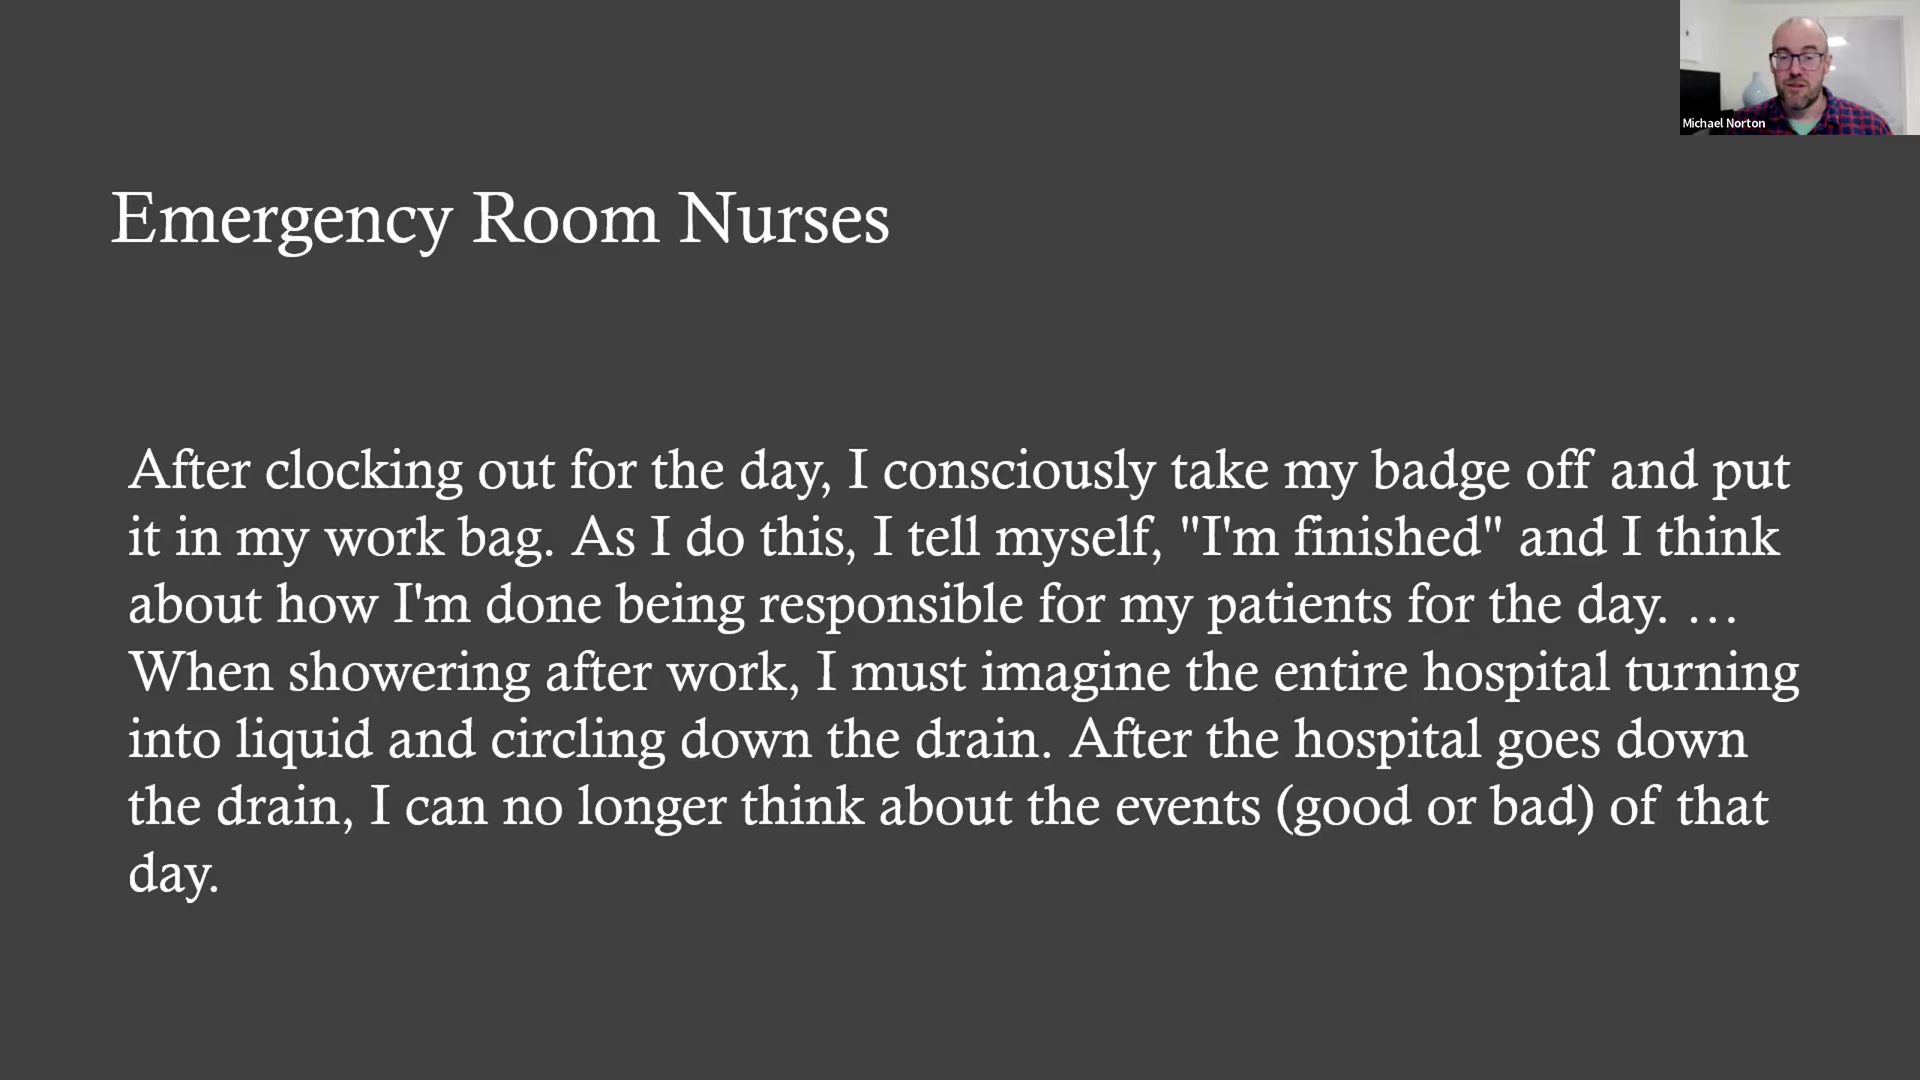 Michael Norton
Emergency Room Nurses
After clocking out for the day, I consciously take my badge off and put
it in my work bag. As I do this, I tell myself, "I'm finished" and I think
about how I'm done being responsible for my patients for the day. …
When showering after work, I must imagine the entire hospital turning
into liquid and circling down the drain. After the hospital goes down
the drain, I can no longer think about the events (good or bad) of that
day.